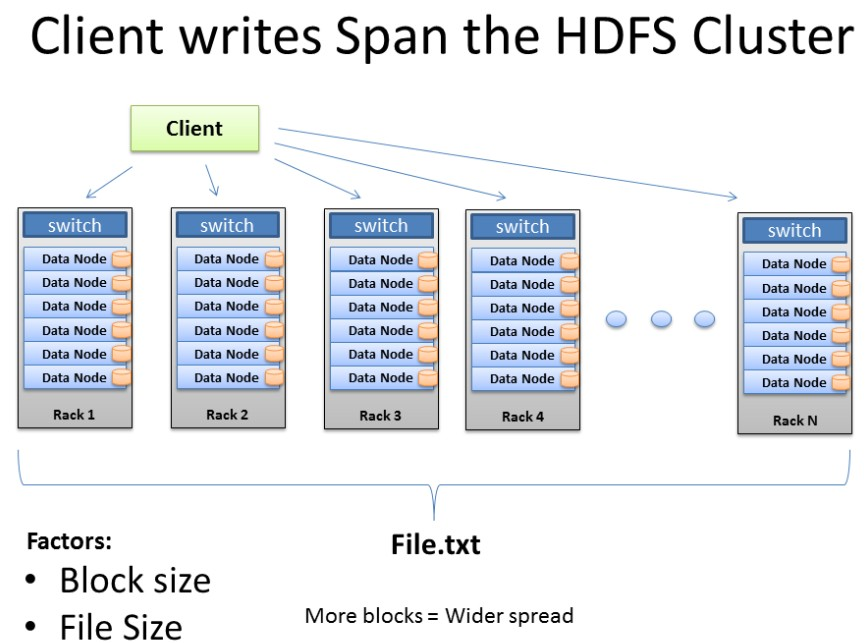 Client writes Span the HDFS Cluster
Client
switch
Data Node
Data Node
Data Node
Data Node
Data Node
Data Node
Rack 1
switch
Data Node
Data Node
Data Node
Data Node
Data Node
Data Node
Rack 2
switch
Data Node
Data Node
Data Node
Data Node
Data Node
Data Node
Rack 3
switch
Data Node
Data Node
Data Node
Data Node
Data Node
Data Node
Rack 4
switch
Data Node
Data Node
Data Node
Data Node
Data Node
Data Node
Rack N
File.txt
Factors:
• Block size
• File Size
More blocks = Wider spread